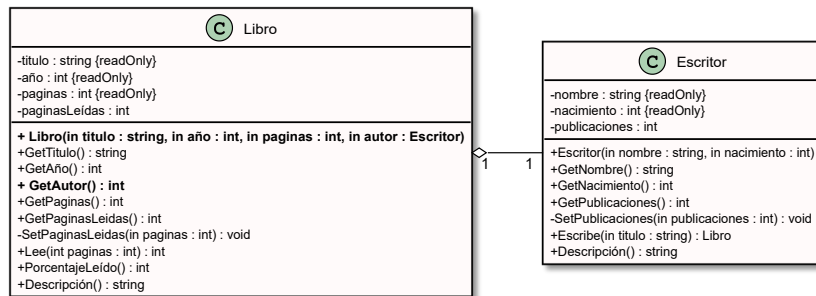 C Libro
-titulo : string {readOnly}
-año : int {readOnly}
-paginas : int {readOnly}
-paginasLeídas : int
+ Libro(in titulo : string, in año : int, in paginas : int, in autor : Escritor)
+GetTitulo() : string
+GetAño() : int
+ GetAutor() : int
+GetPaginas() : int
+GetPaginasLeidas() : int
-SetPaginasLeidas(in paginas : int) : void
+Lee(int paginas : int) : int
+PorcentajeLeído() : int
+Descripción() : string
1 1
C Escritor
-nombre : string {readOnly}
-nacimiento : int {readOnly}
-publicaciones : int
+Escritor(in nombre : string, in nacimiento : int)
+GetNombre() : string
+GetNacimiento() : int
+GetPublicaciones() : int
-SetPublicaciones(in publicaciones : int) : void
+Escribe(in titulo : string) : Libro
+Descripción() : string